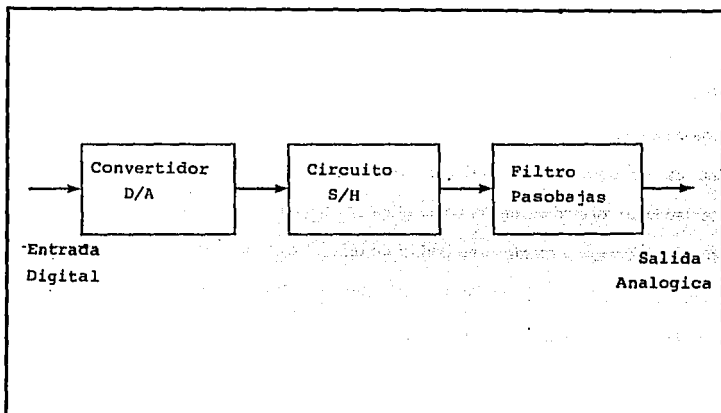 Convertidor
D/A
Circuito
S/H
Filtro
Pasobajas
Entrada
Digital
Salida
Analogica